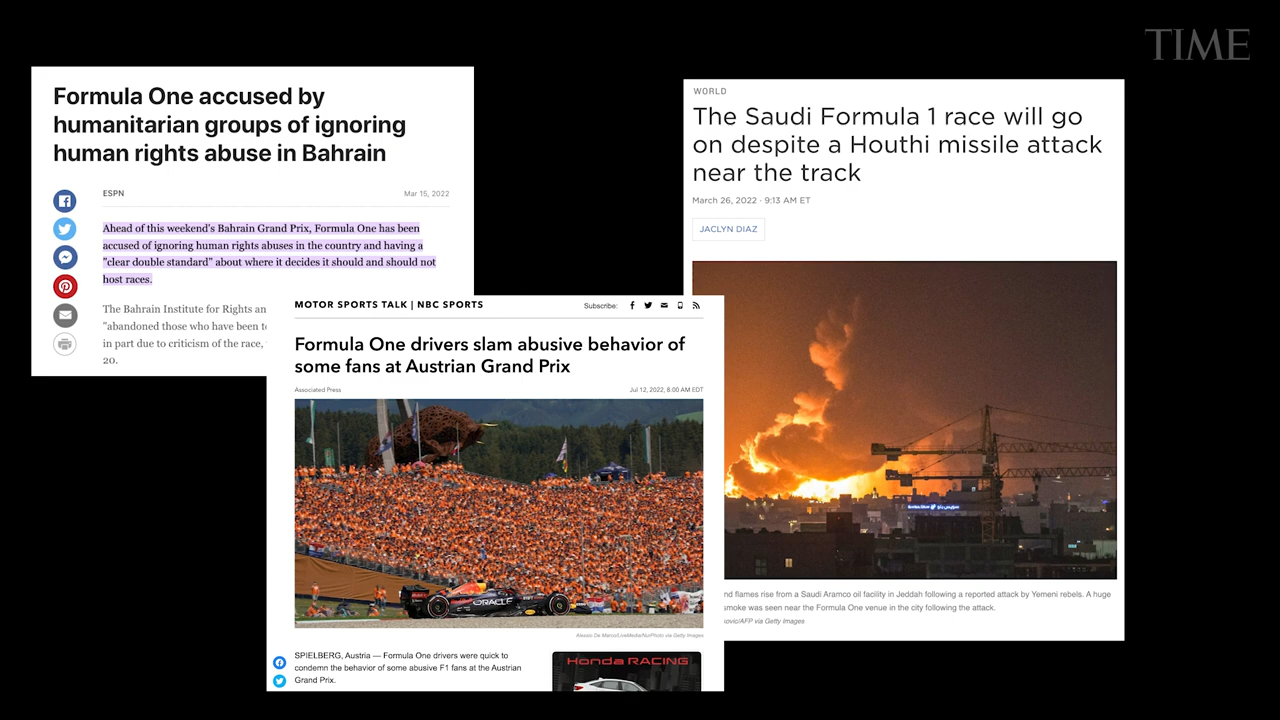 TIME
Formula One accused by
humanitarian groups of ignoring
human rights abuse in Bahrain
ESPN
Mar 15, 2022
Ahead of this weekend's Bahrain Grand Prix, Formula One has been
accused of ignoring human rights abuses in the country and having a
"clear double standard" about where it decides it should and should not
host races.
The Bahrain Institute for Rights an
"abandoned those who have been t
in part due to criticism of the race,
20.
WORLD
The Saudi Formula 1 race will go
on despite a Houthi missile attack
near the track
March 26, 2022 · 9:13 AM ET
JACLYN DIAZ
nd flames rise from a Saudi Aramco oil facility in Jeddah following a reported attack by Yemeni rebels. A huge
smoke was seen near the Formula One venue in the city following the attack.
ovic/AFP via Getty Images
MOTOR SPORTS TALK | NBC SPORTS
Subscribe:
Formula One drivers slam abusive behavior of
some fans at Austrian Grand Prix
Associated Press
Jul 12, 2022, 8:00 AM EDT
ORACLE
Alessio De Marco/LiveMedia/NurPhoto via Getty Images
SPIELBERG, Austria — Formula One drivers were quick to
condemn the behavior of some abusive F1 fans at the Austrian
Grand Prix.
Honda RACING